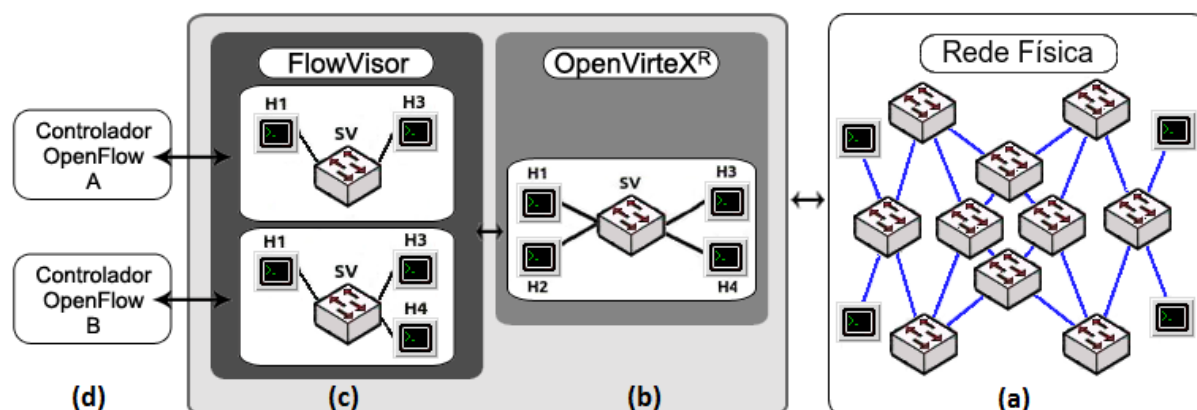 FlowVisor
OpenVirteX^R
Rede Física
Controlador
OpenFlow
A
Controlador
OpenFlow
B
H1
H3
SV
H1
H3
SV
H4
H1
H3
SV
H2
H4
(d)
(c)
(b)
(a)